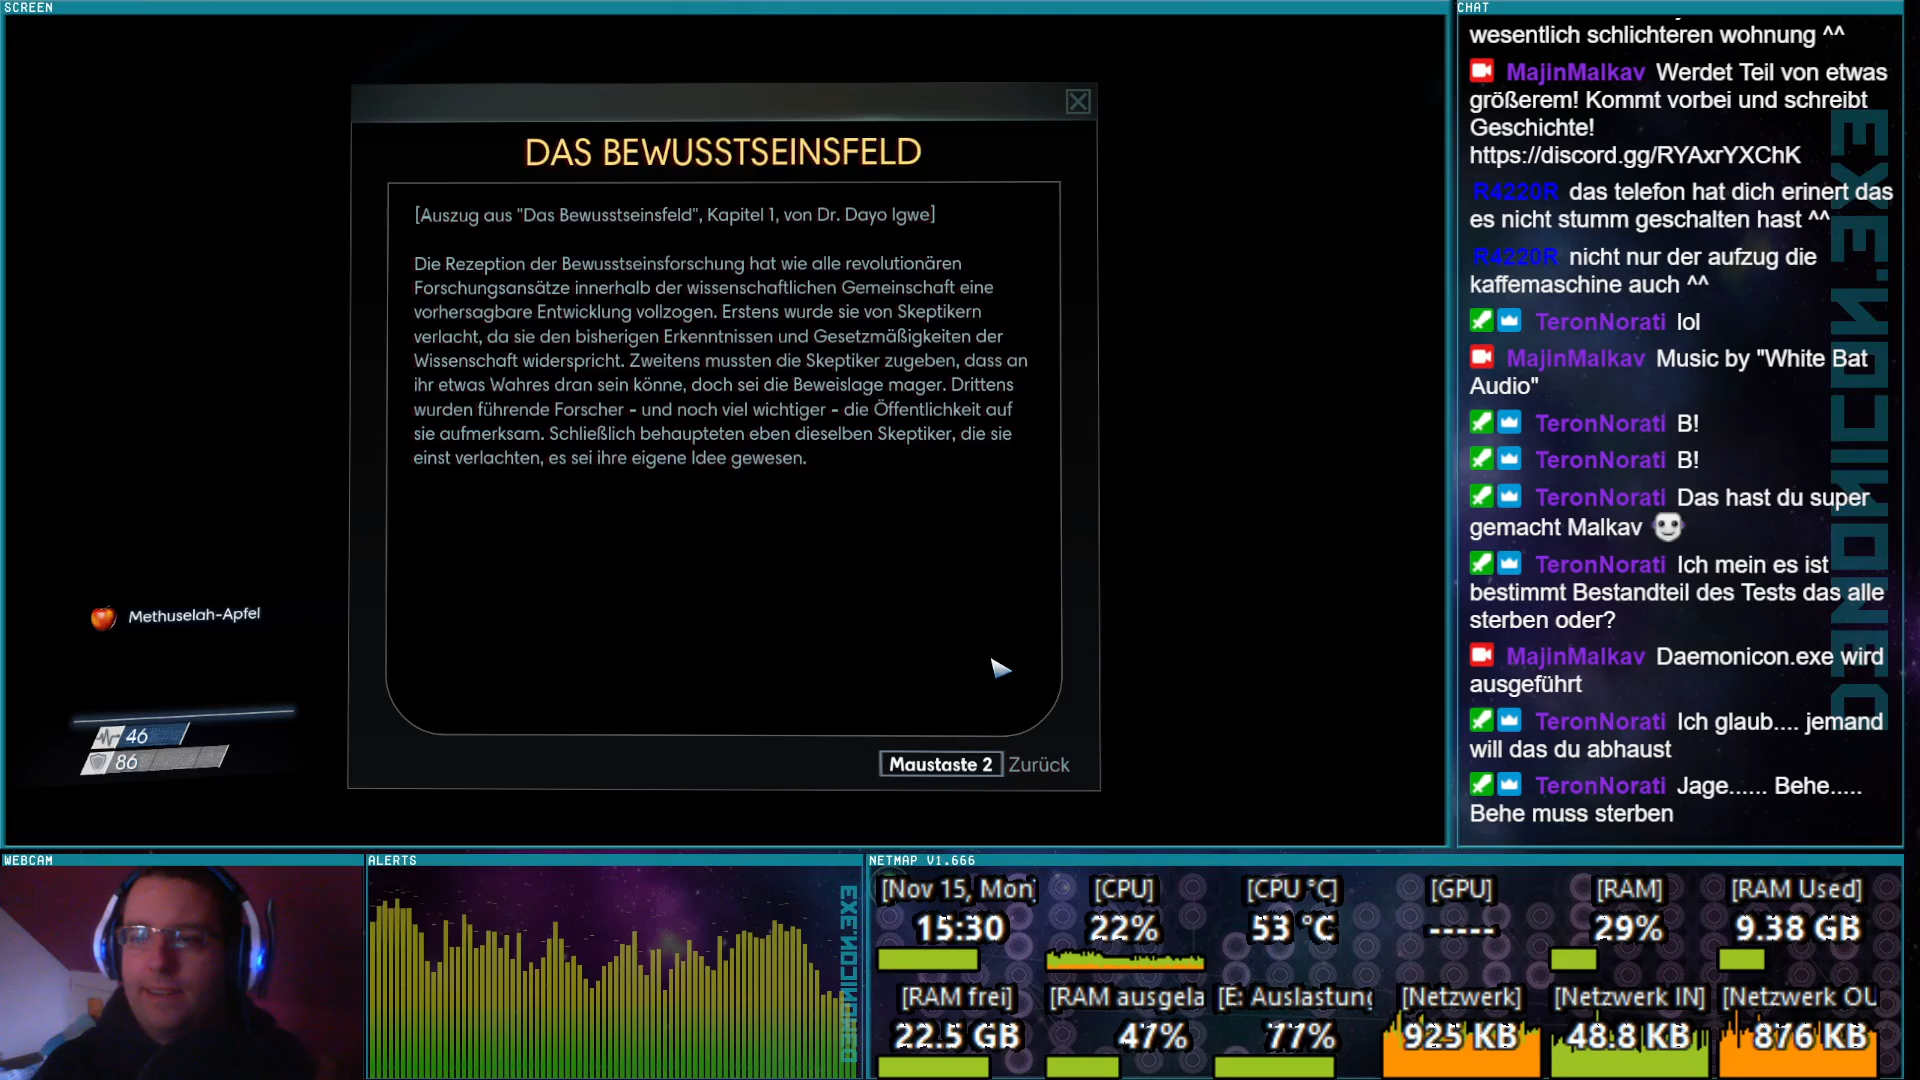 SCREEN
DAS BEWUSSTSEINSFELD
[Auszug aus "Das Bewusstseinsfeld", Kapitel 1, von Dr. Dayo Igwe]
Die Rezeption der Bewusstseinsforschung hat wie alle revolutionären
Forschungsansätze innerhalb der wissenschaftlichen Gemeinschaft eine
vorhersagbare Entwicklung vollzogen. Erstens wurde sie von Skeptikern
verlacht, da sie den bisherigen Erkenntnissen und Gesetzmäßigkeiten der
Wissenschaft widerspricht. Zweitens mussten die Skeptiker zugeben, dass an
ihr etwas Wahres dran sein könne, doch sei die Beweislage mager. Drittens
wurden führende Forscher - und noch viel wichtiger - die Öffentlichkeit auf
sie aufmerksam. Schließlich behaupteten eben dieselben Skeptiker, die sie
einst verlachten, es sei ihre eigene Idee gewesen.
Methuselah-Apfel
46
86
Maustaste 2 Zurück
CHAT
wesentlich schlichteren wohnung ^^
MajinMalkav Werdet Teil von etwas
größerem! Kommt vorbei und schreibt
Geschichte!
https://discord.gg/RYAxrYXChK
R4220R das telefon hat dich erinert das
es nicht stumm geschalten hast ^^
R4220R nicht nur der aufzug die
kaffemaschine auch ^^
TeronNorati lol
MajinMalkav Music by "White Bat
Audio"
TeronNorati B!
TeronNorati B!
TeronNorati Das hast du super
gemacht Malkav
TeronNorati Ich mein es ist
bestimmt Bestandteil des Tests das alle
sterben oder?
MajinMalkav Daemonicon.exe wird
ausgeführt
TeronNorati Ich glaub.... jemand
will das du abhaust
TeronNorati Jage...... Behe.....
Behe muss sterben
WEBCAM
ALERTS
NETMAP V1.666
[Nov 15, Mon]
[CPU]
[CPU °C]
[GPU]
[RAM]
[RAM Used]
15:30
22%
53 °C
-----
29%
9.38 GB
[RAM frei]
[RAM ausgela
[E: Auslastung
[Netzwerk]
[Netzwerk IN]
[Netzwerk OU
22.5 GB
47%
77%
925 KB
48.8 KB
876 KB